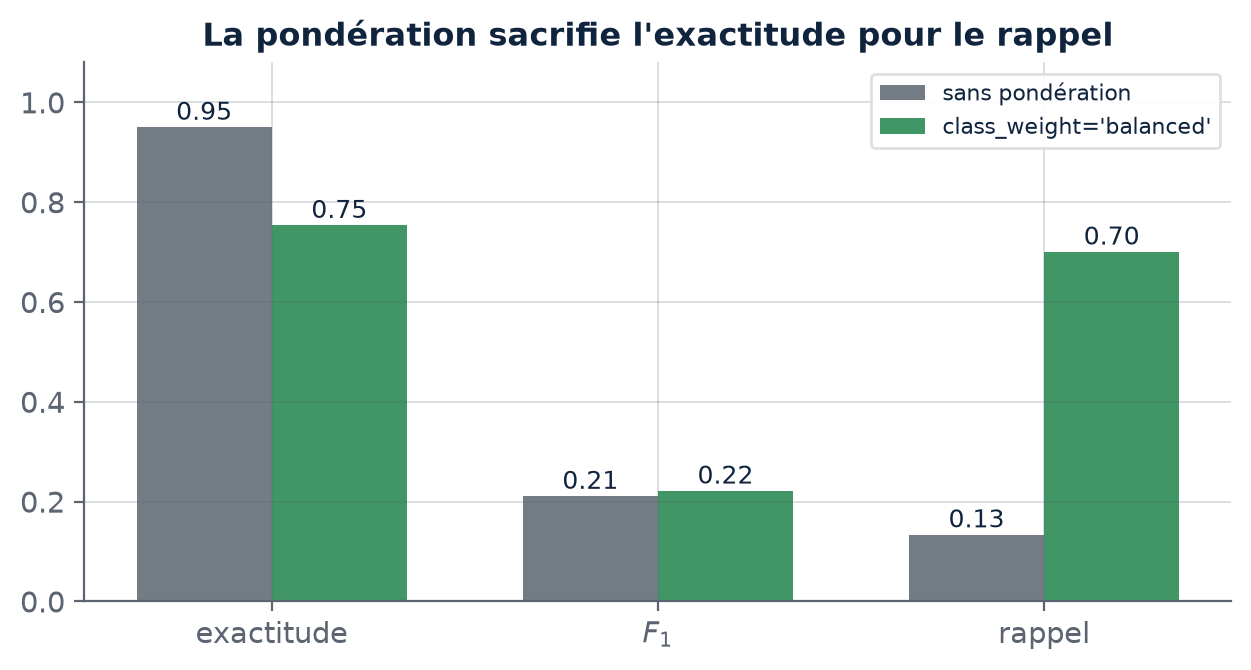 La pondération sacrifie l'exactitude pour le rappel
sans pondération
class_weight='balanced'
1.0
0.8
0.6
0.4
0.2
0.0
0.95
0.75
0.21
0.22
0.13
0.70
exactitude
F1
rappel